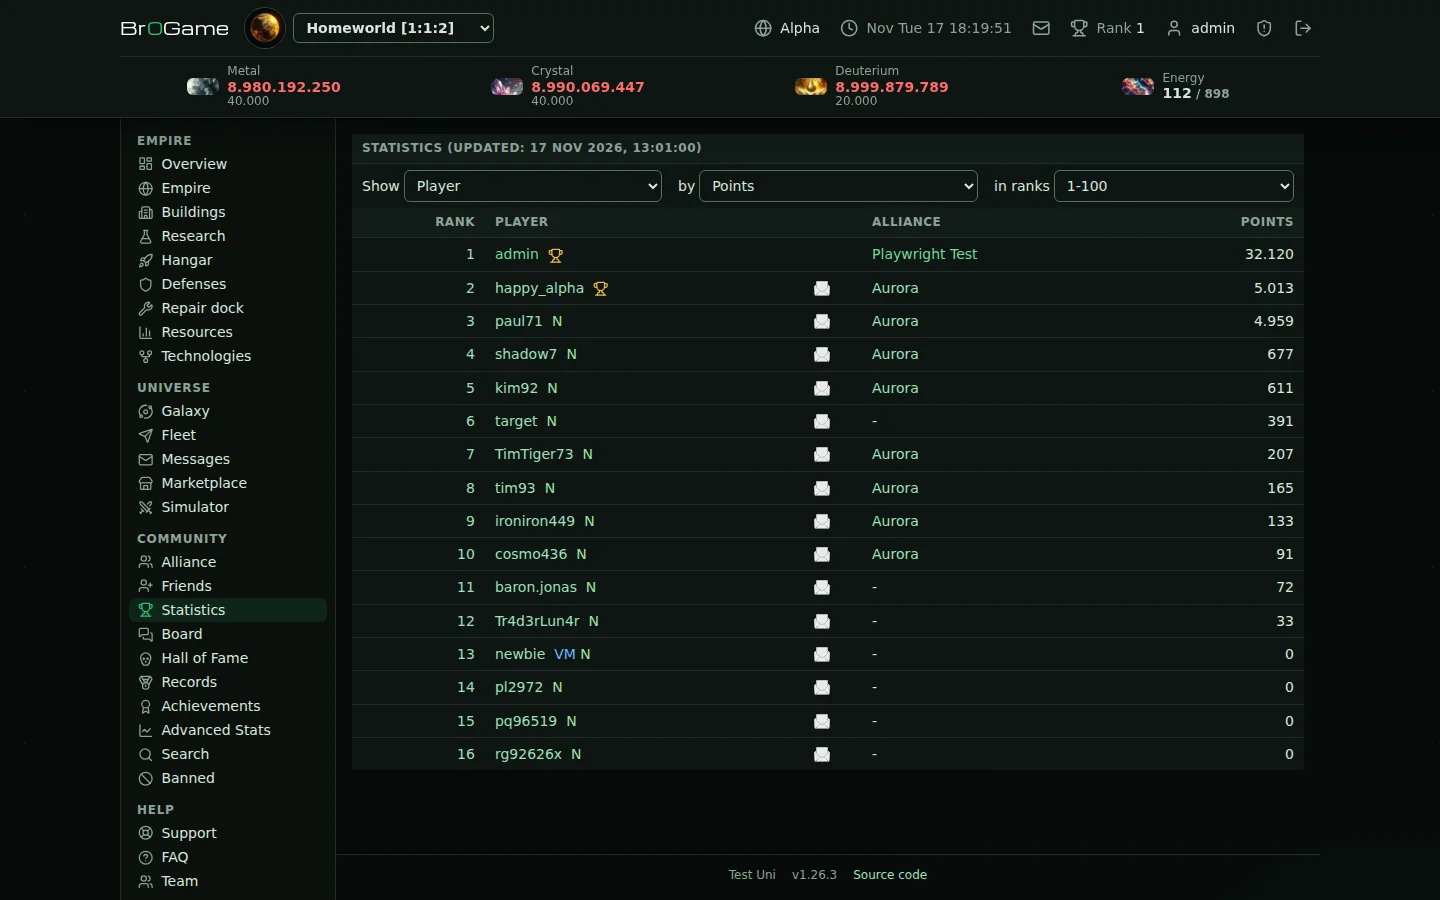 BrOGame
Homeworld [1:1:2]
Alpha
Nov Tue 17 18:19:51
Rank 1
admin
Metal
8.980.192.250
40.000
Crystal
8.990.069.447
40.000
Deuterium
8.999.879.789
20.000
Energy
112 / 898
EMPIRE
Overview
Empire
Buildings
Research
Hangar
Defenses
Repair dock
Resources
Technologies
UNIVERSE
Galaxy
Fleet
Messages
Marketplace
Simulator
COMMUNITY
Alliance
Friends
Statistics
Board
Hall of Fame
Records
Achievements
Advanced Stats
Search
Banned
HELP
Support
FAQ
Team
STATISTICS (UPDATED: 17 NOV 2026, 13:01:00)
Show Player by Points in ranks 1-100
RANK PLAYER ALLIANCE POINTS
1 admin Playwright Test 32.120
2 happy_alpha Aurora 5.013
3 paul71 N Aurora 4.959
4 shadow7 N Aurora 677
5 kim92 N Aurora 611
6 target N - 391
7 TimTiger73 N Aurora 207
8 tim93 N Aurora 165
9 ironiron449 N Aurora 133
10 cosmo436 N Aurora 91
11 baron.jonas N - 72
12 Tr4d3rLun4r N - 33
13 newbie VM N - 0
14 pl2972 N - 0
15 pq96519 N - 0
16 rg92626x N - 0
Test Uni v1.26.3 Source code